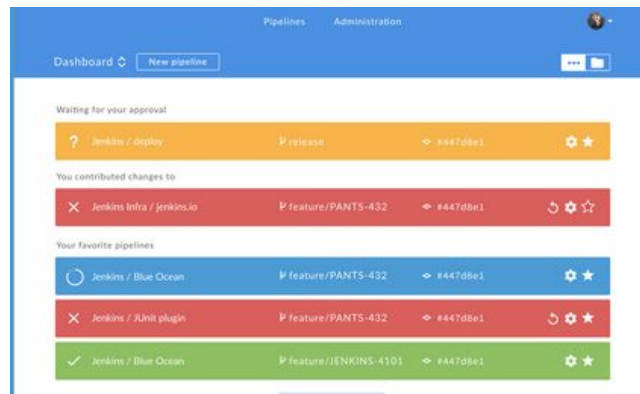 Pipelines Administration
Dashboard New pipeline
Waiting for your approval
? Jenkins / deploy release #447d8e1
You contributed changes to
Jenkins Infra / jenkins.io feature/PANTS-432 #447d8e1
Your favorite pipelines
Jenkins / Blue Ocean feature/PANTS-432 #447d8e1
Jenkins / JUnit plugin feature/PANTS-432 #447d8e1
Jenkins / Blue Ocean feature/JENKINS-4101 #447d8e1